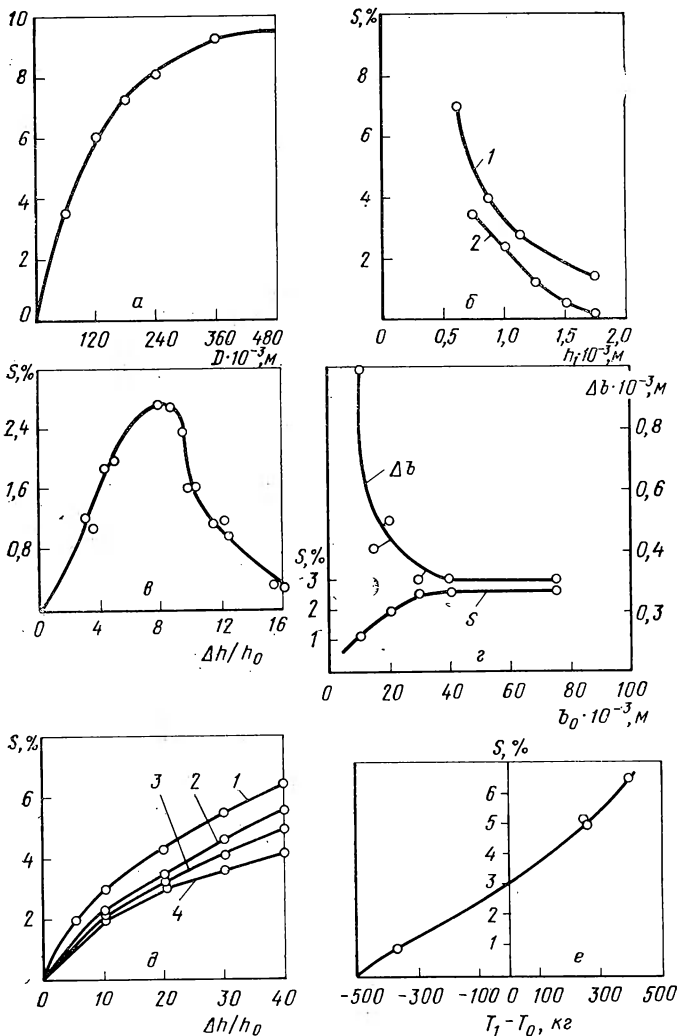 10
8
6
4
2
0
120 240 360 480
D·10⁻³, м
а
S, %
8
6
4
2
0 0,5 1,0 1,5 2,0
hᵢ·10⁻³, м
1
2
б
S, %
2,4
1,6
0,8
0 4 8 12 16
Δh/h₀
в
Δb·10⁻³, м
0,8
0,6
0,4
0,3
Δb
S, %
3
2
1
S
г
0 20 40 60 80 100
b₀·10⁻³, м
S, %
6
4
2
3 2 1
4
д
0 10 20 30 40
Δh/h₀
S, %
6
5
4
3
2
1
е
-500 -300 -100 0 100 300 500
T₁-T₀, кг